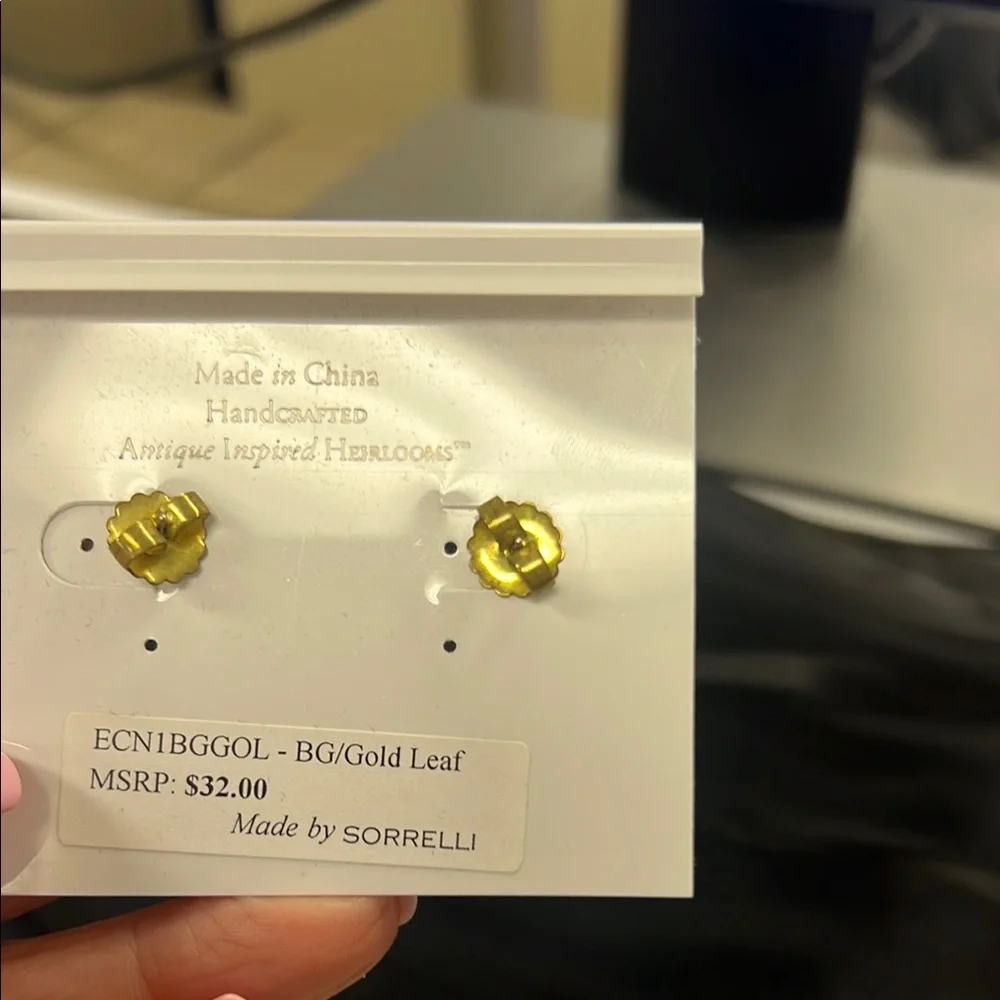 Made in China
HandCRAFTED
Antique Inspired HEIRLOOMS™
ECN1BGGOL - BG/Gold Leaf
MSRP: $32.00
Made by SORRELLI